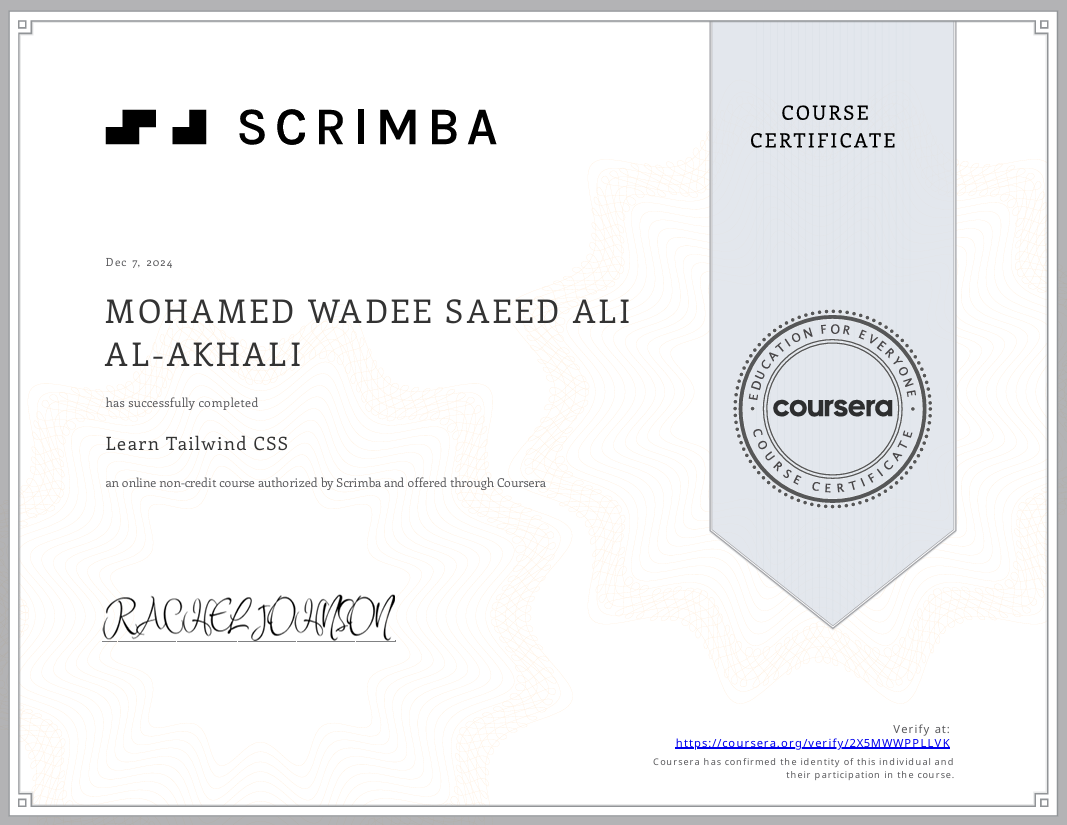 SCRIMBA
COURSE
CERTIFICATE
Dec 7, 2024
MOHAMED WADEE SAEED ALI
AL-AKHALI
has successfully completed
Learn Tailwind CSS
an online non-credit course authorized by Scrimba and offered through Coursera
EDUCATION FOR EVERYONE
coursera
COURSE CERTIFICATE
RACHEL JOHNSON
Verify at:
https://coursera.org/verify/2X5MWWPPLLVK
Coursera has confirmed the identity of this individual and
their participation in the course.